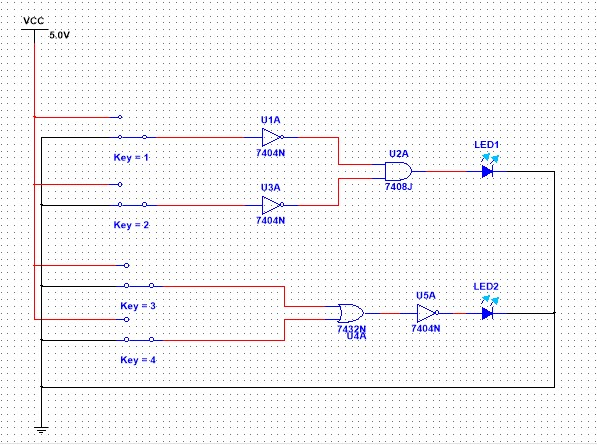 VCC
5.0V
U1A
7404N
Key = 1
U2A
7408J
LED1
U3A
7404N
Key = 2
Key = 3
7432N
U4A
U5A
7404N
LED2
Key = 4